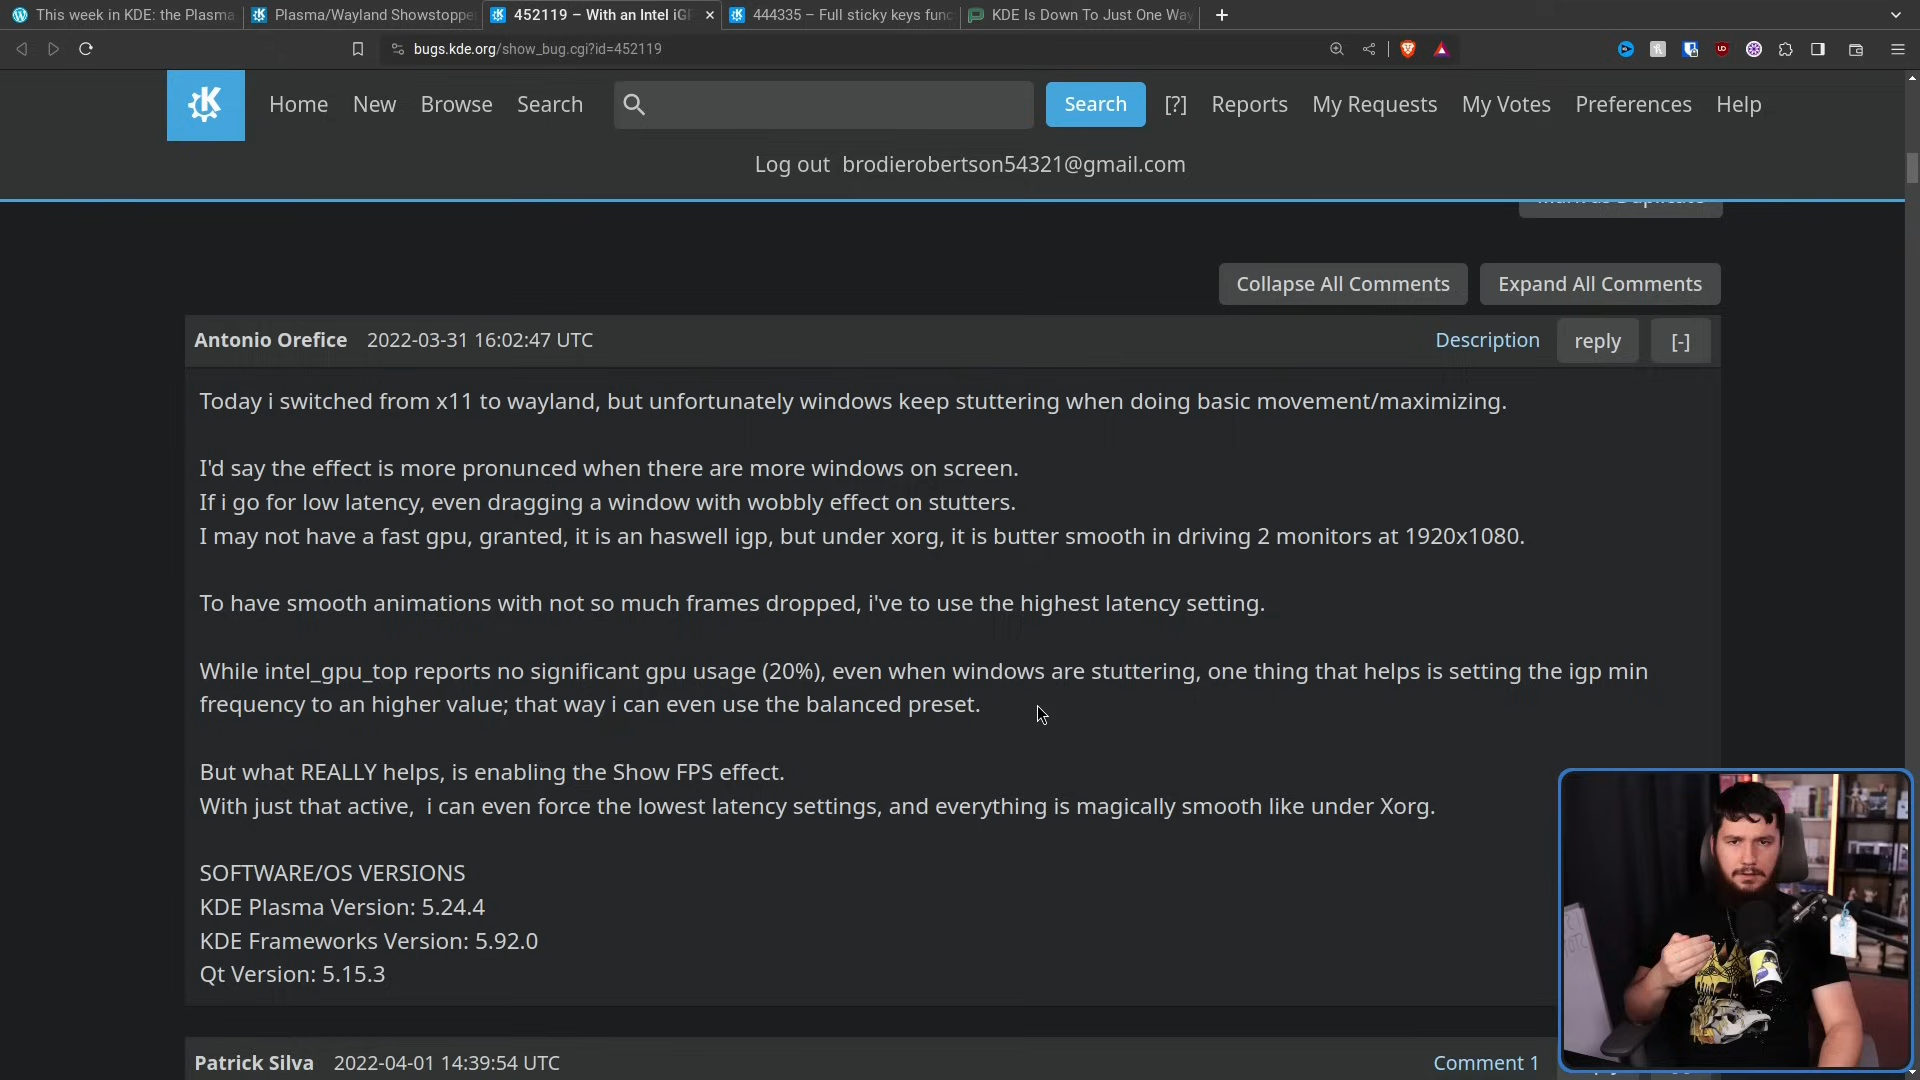 This week in KDE: the Plasma
Plasma/Wayland Showstoppe
452119 – With an Intel iG
444335 – Full sticky keys func
KDE Is Down To Just One Way
bugs.kde.org/show_bug.cgi?id=452119
Home New Browse Search
Search [?] Reports My Requests My Votes Preferences Help
Log out brodierobertson54321@gmail.com
Collapse All Comments Expand All Comments
Antonio Orefice 2022-03-31 16:02:47 UTC Description reply [-]
Today i switched from x11 to wayland, but unfortunately windows keep stuttering when doing basic movement/maximizing.
I'd say the effect is more pronunced when there are more windows on screen.
If i go for low latency, even dragging a window with wobbly effect on stutters.
I may not have a fast gpu, granted, it is an haswell igp, but under xorg, it is butter smooth in driving 2 monitors at 1920x1080.
To have smooth animations with not so much frames dropped, i've to use the highest latency setting.
While intel_gpu_top reports no significant gpu usage (20%), even when windows are stuttering, one thing that helps is setting the igp min
frequency to an higher value; that way i can even use the balanced preset.
But what REALLY helps, is enabling the Show FPS effect.
With just that active,  i can even force the lowest latency settings, and everything is magically smooth like under Xorg.
SOFTWARE/OS VERSIONS
KDE Plasma Version: 5.24.4
KDE Frameworks Version: 5.92.0
Qt Version: 5.15.3
Patrick Silva 2022-04-01 14:39:54 UTC Comment 1